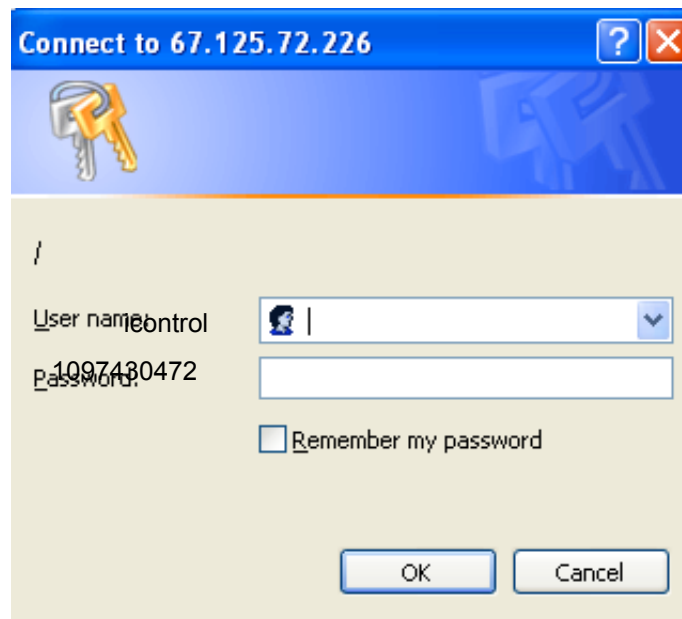 Connect to 67.125.72.226
/
User name: icontrol
Password: 1097430472
Remember my password
OK
Cancel